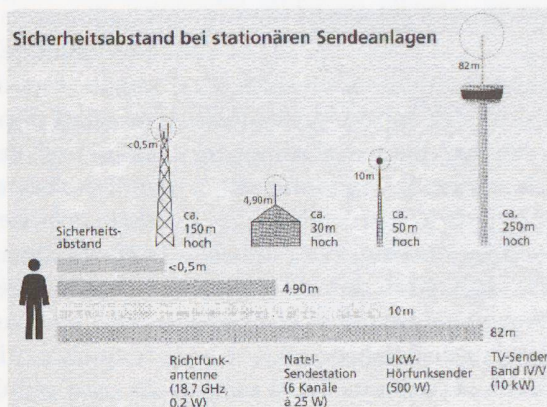 Sicherheitsabstand bei stationären Sendeanlagen
82m
<0,5m
4,90m
10m
ca.
150m
hoch
ca.
30m
hoch
ca.
50m
hoch
ca.
250m
hoch
Sicherheits-
abstand
<0,5m
4,90m
10m
82m
Richtfunk-
antenne
(18,7 GHz,
0,2 W)
Natel-
Sendestation
(6 Kanäle
à 25 W)
UKW-
Hörfunksender
(500 W)
TV-Sender
Band IV/V
(10 kW)